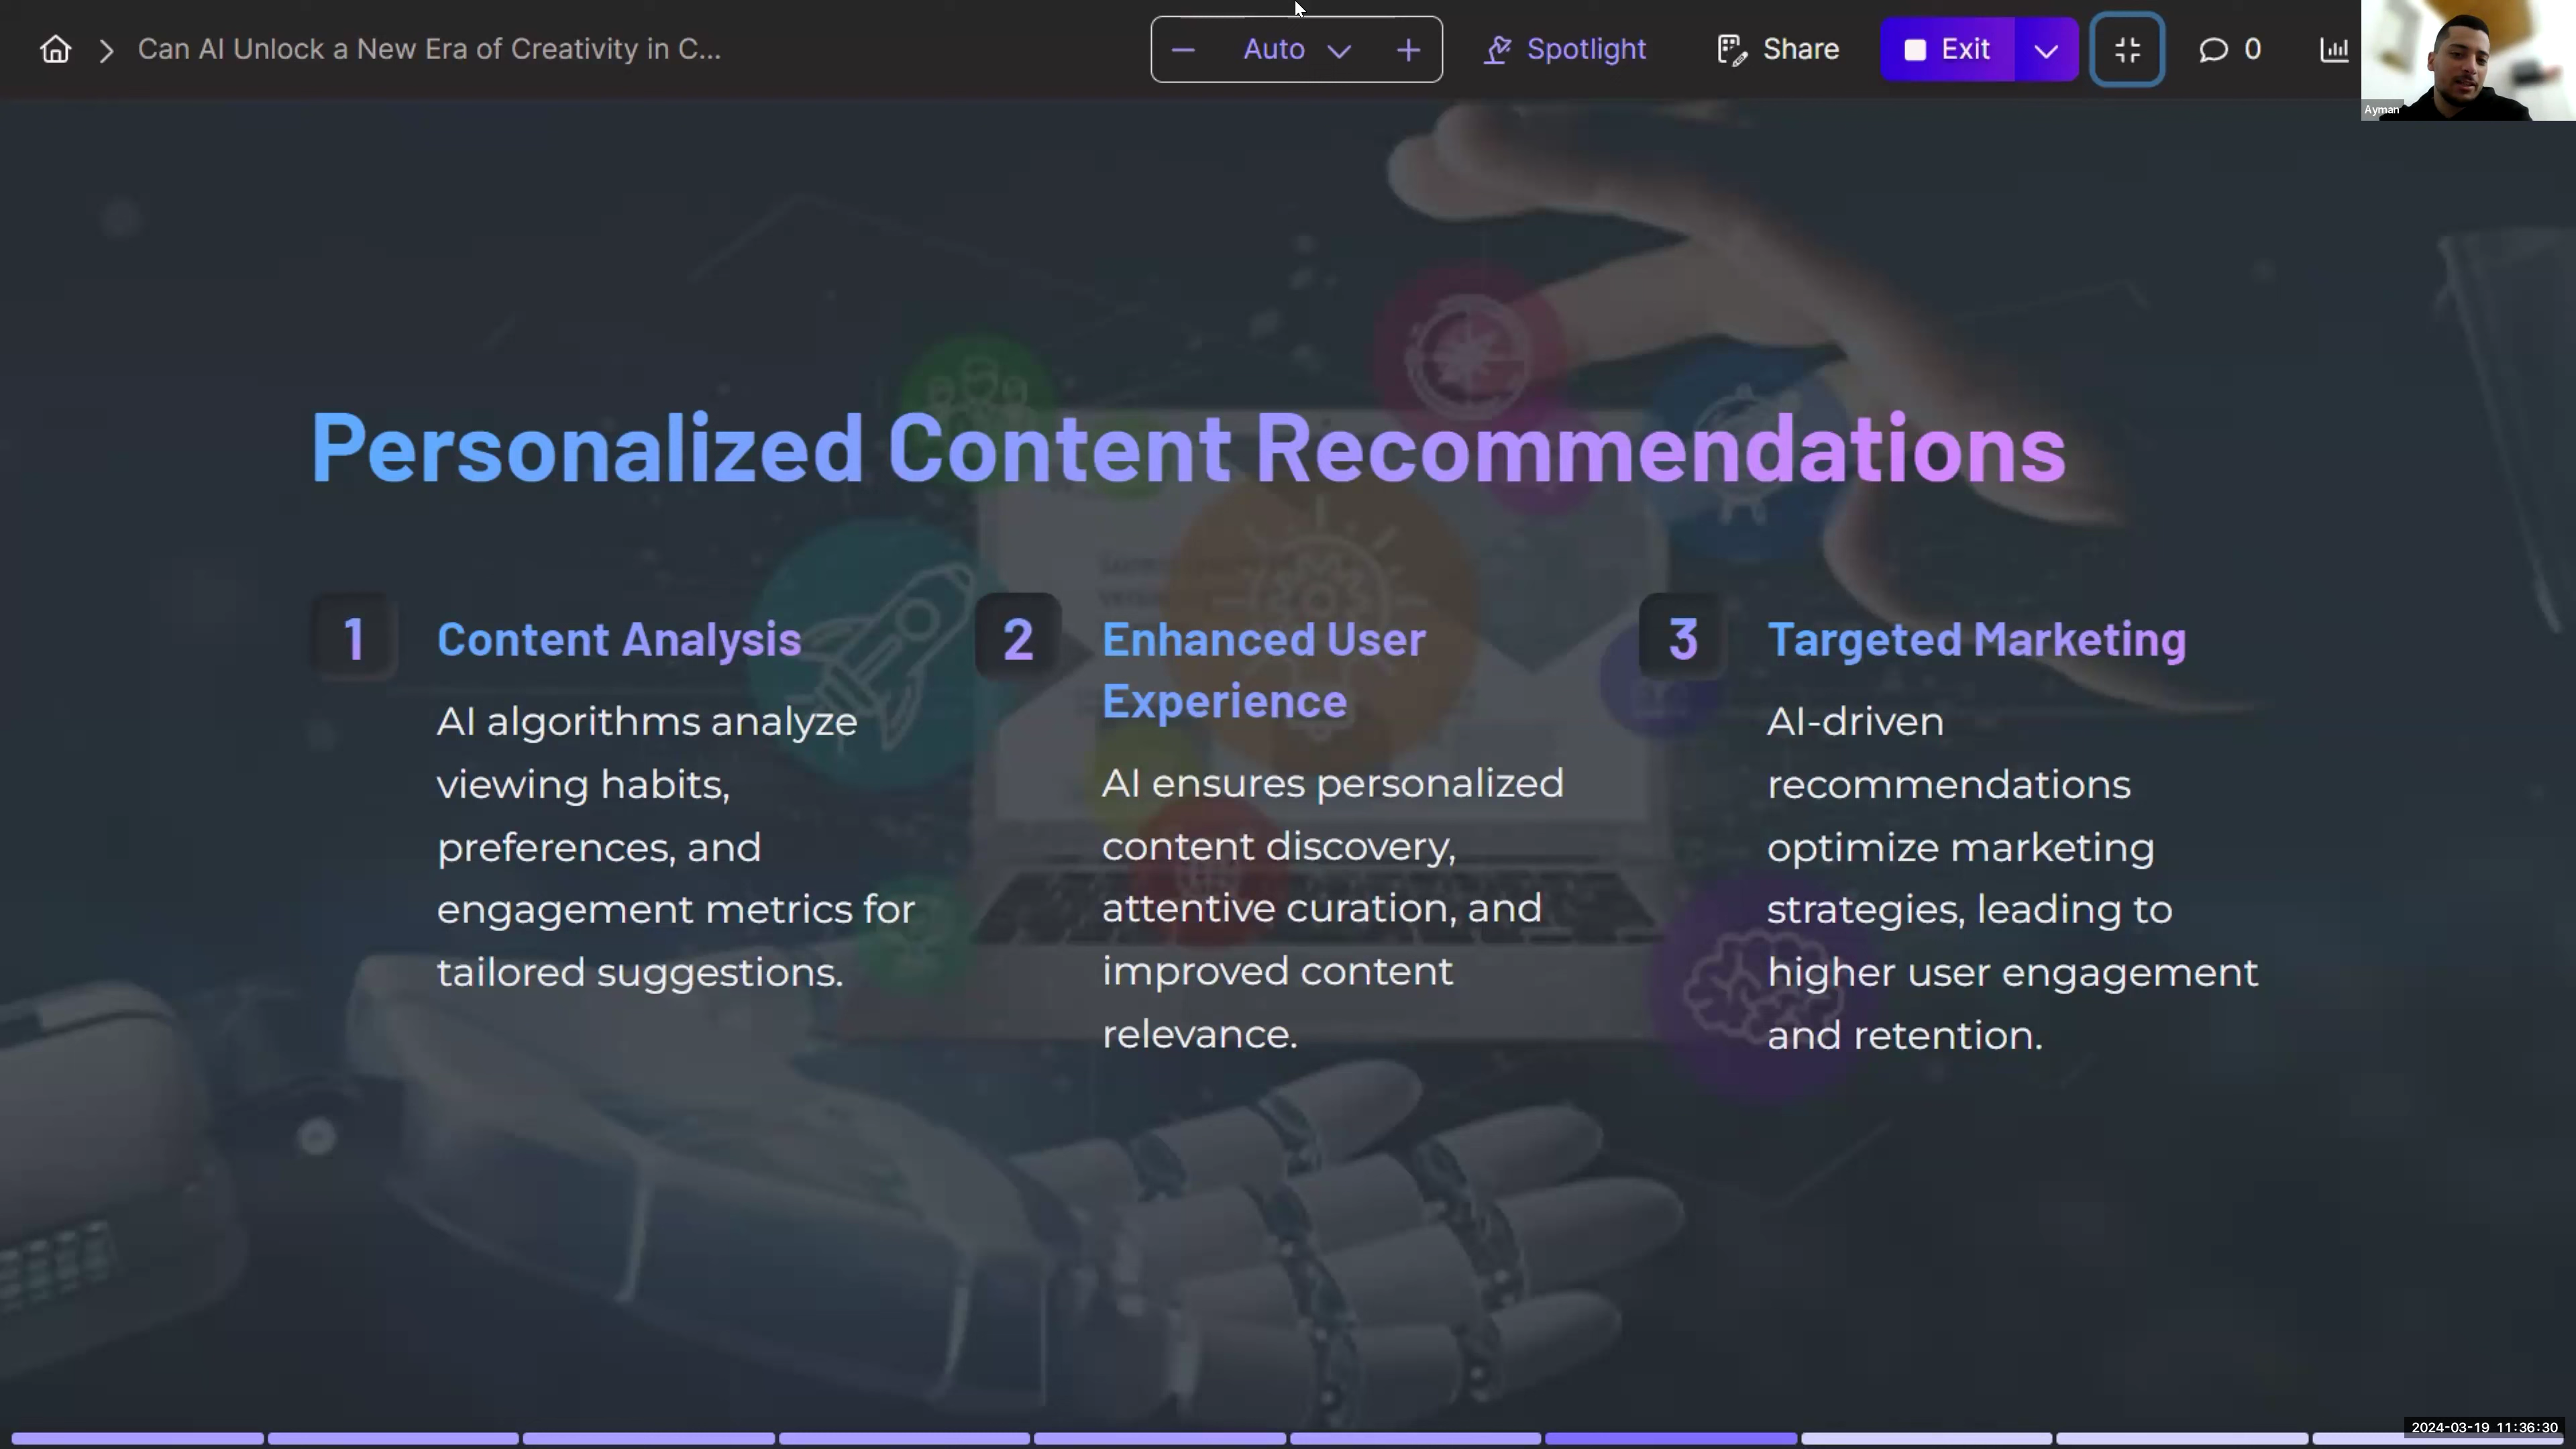 Can AI Unlock a New Era of Creativity in C...
Auto
Spotlight
Share
Exit
0
Ayman
Personalized Content Recommendations
1
Content Analysis
AI algorithms analyze
viewing habits,
preferences, and
engagement metrics for
tailored suggestions.
2
Enhanced User
Experience
AI ensures personalized
content discovery,
attentive curation, and
improved content
relevance.
3
Targeted Marketing
AI-driven
recommendations
optimize marketing
strategies, leading to
higher user engagement
and retention.
2024-03-19 11:36:30